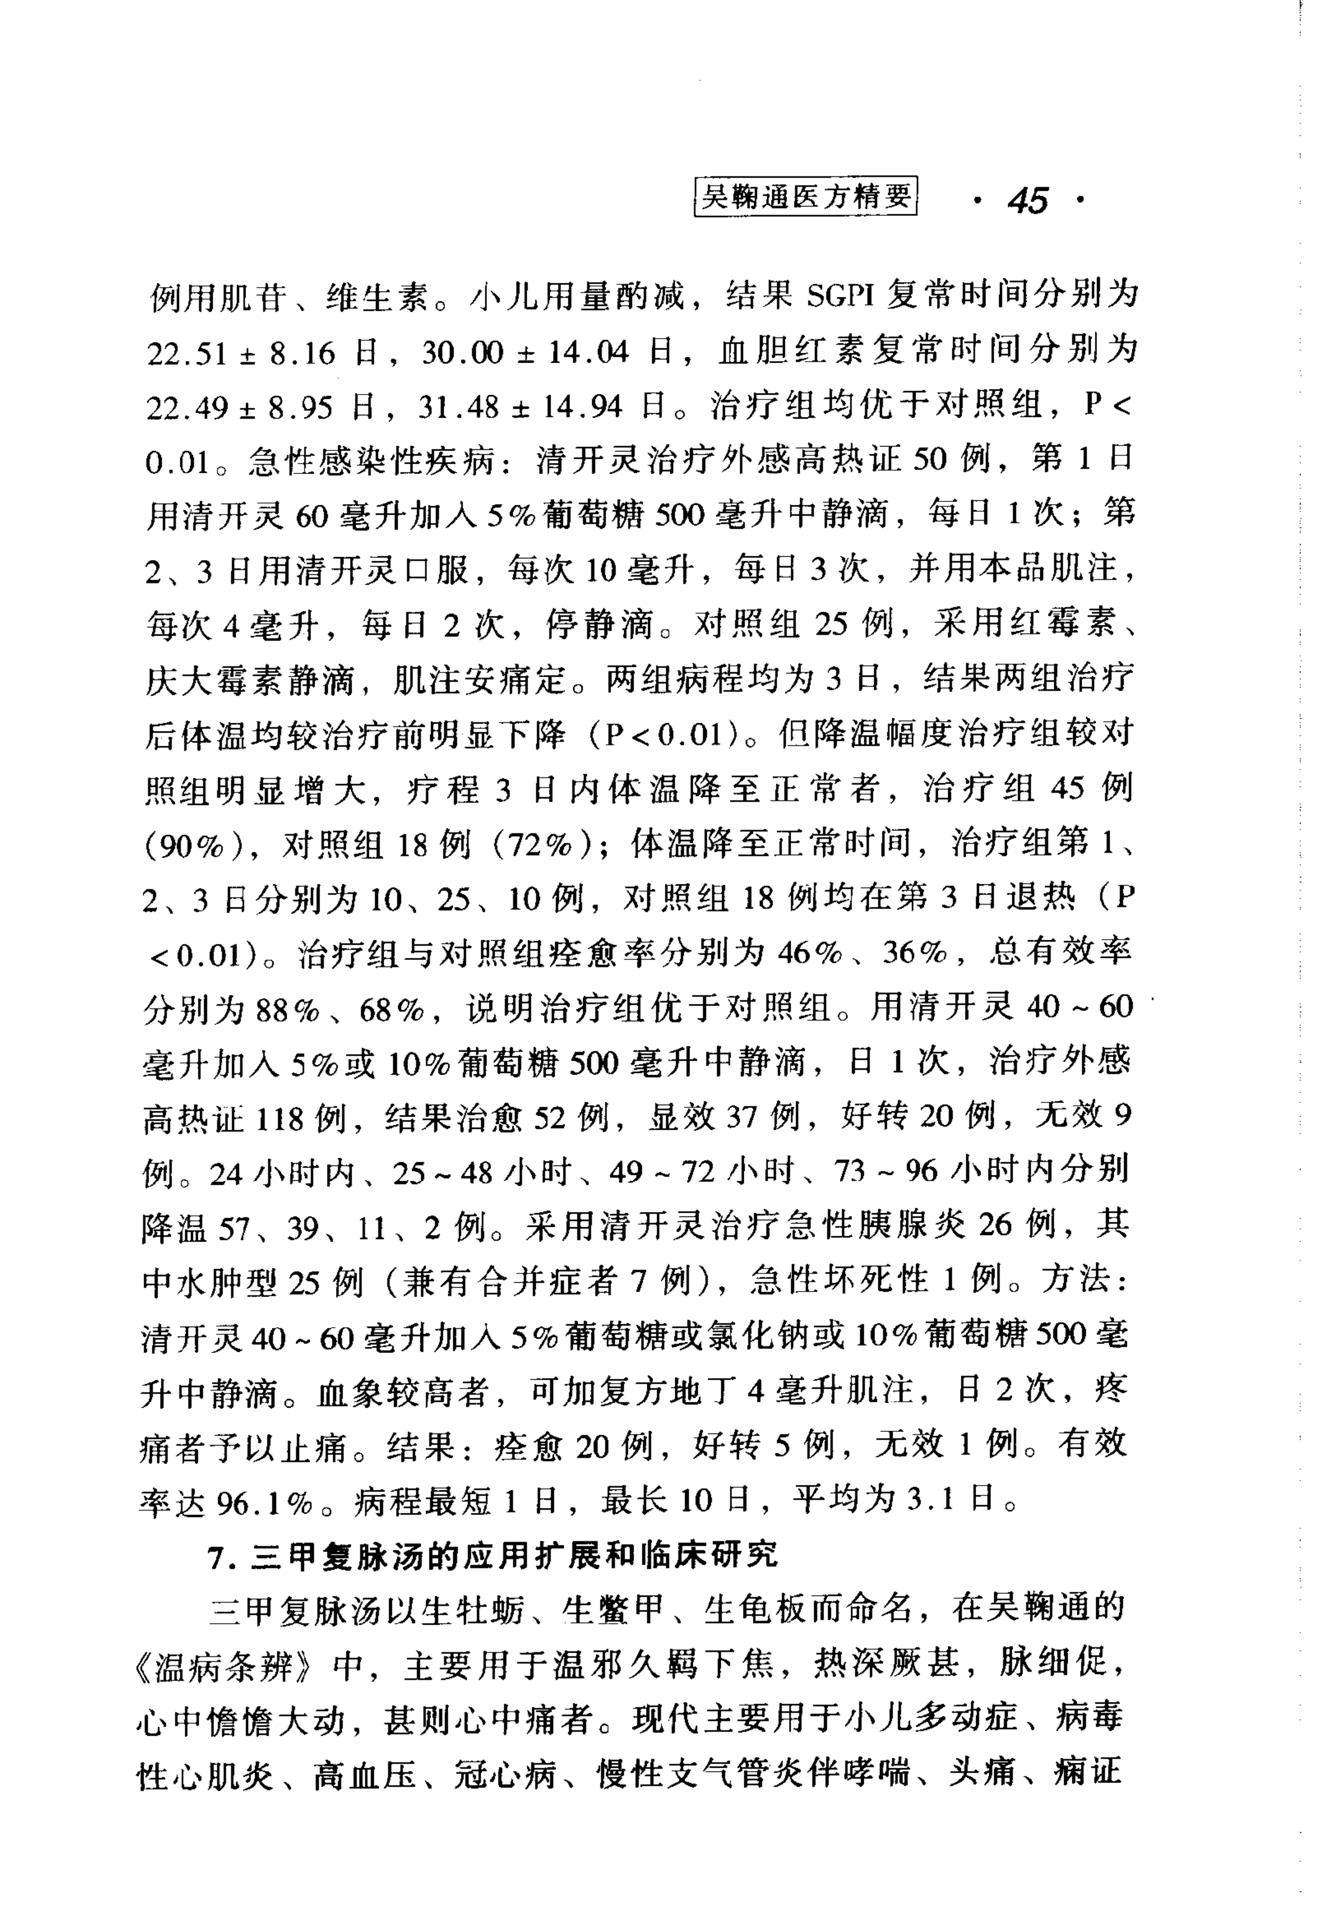 吴鞠通医方精要 · 45 ·
例用肌苷、维生素。小儿用量酌减，结果 SGPI 复常时间分别为
22.51 ± 8.16 日，30.00 ± 14.04 日，血胆红素复常时间分别为
22.49 ± 8.95 日，31.48 ± 14.94 日。治疗组均优于对照组，P <
0.01。急性感染性疾病：清开灵治疗外感高热证 50 例，第 1 日
用清开灵 60 毫升加入 5%葡萄糖 500 毫升中静滴，每日 1 次；第
2、3 日用清开灵口服，每次 10 毫升，每日 3 次，并用本品肌注，
每次 4 毫升，每日 2 次，停静滴。对照组 25 例，采用红霉素、
庆大霉素静滴，肌注安痛定。两组病程均为 3 日，结果两组治疗
后体温均较治疗前明显下降（P < 0.01）。但降温幅度治疗组较对
照组明显增大，疗程 3 日内体温降至正常者，治疗组 45 例
（90%），对照组 18 例（72%）；体温降至正常时间，治疗组第 1、
2、3 日分别为 10、25、10 例，对照组 18 例均在第 3 日退热（P
< 0.01）。治疗组与对照组痊愈率分别为 46%、36%，总有效率
分别为 88%、68%，说明治疗组优于对照组。用清开灵 40 ~ 60
毫升加入 5%或 10%葡萄糖 500 毫升中静滴，日 1 次，治疗外感
高热证 118 例，结果治愈 52 例，显效 37 例，好转 20 例，无效 9
例。24 小时内、25 ~ 48 小时、49 ~ 72 小时、73 ~ 96 小时内分别
降温 57、39、11、2 例。采用清开灵治疗急性胰腺炎 26 例，其
中水肿型 25 例（兼有合并症者 7 例），急性坏死性 1 例。方法：
清开灵 40 ~ 60 毫升加入 5%葡萄糖或氯化钠或 10%葡萄糖 500 毫
升中静滴。血象较高者，可加复方地丁 4 毫升肌注，日 2 次，疼
痛者予以止痛。结果：痊愈 20 例，好转 5 例，无效 1 例。有效
率达 96.1%。病程最短 1 日，最长 10 日，平均为 3.1 日。
7. 三甲复脉汤的应用扩展和临床研究
三甲复脉汤以生牡蛎、生鳖甲、生龟板而命名，在吴鞠通的
《温病条辨》中，主要用于温邪久羁下焦，热深厥甚，脉细促，
心中憺憺大动，甚则心中痛者。现代主要用于小儿多动症、病毒
性心肌炎、高血压、冠心病、慢性支气管炎伴哮喘、头痛、痫证